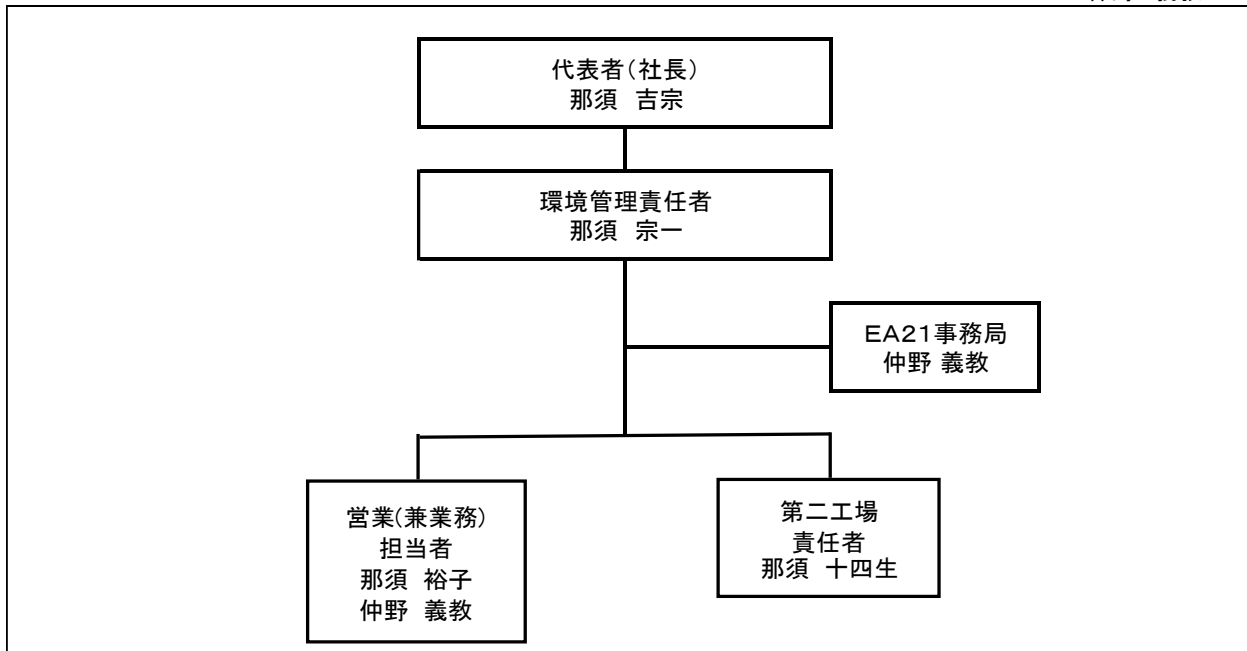 代表者（社長）
那須　吉宗
環境管理責任者
那須　宗一
ＥＡ２１事務局
仲野 義教
営業(兼業務)
担当者
那須　裕子
仲野　義教
第二工場
責任者
那須　十四生